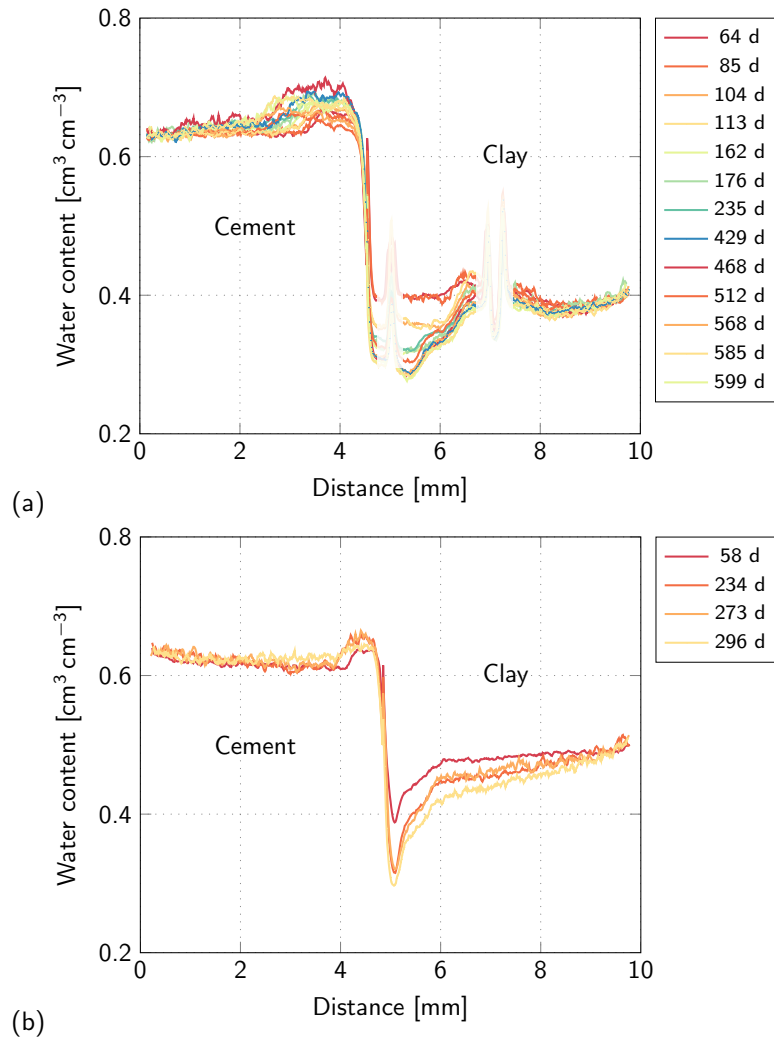 0.8
0.6
0.4
0.2
Water content [cm³ cm⁻³]
Cement
Clay
0 2 4 6 8 10
Distance [mm]
64 d
85 d
104 d
113 d
162 d
176 d
235 d
429 d
468 d
512 d
568 d
585 d
599 d
(a)
0.8
0.6
0.4
0.2
Water content [cm³ cm⁻³]
Clay
Cement
0 2 4 6 8 10
Distance [mm]
58 d
234 d
273 d
296 d
(b)